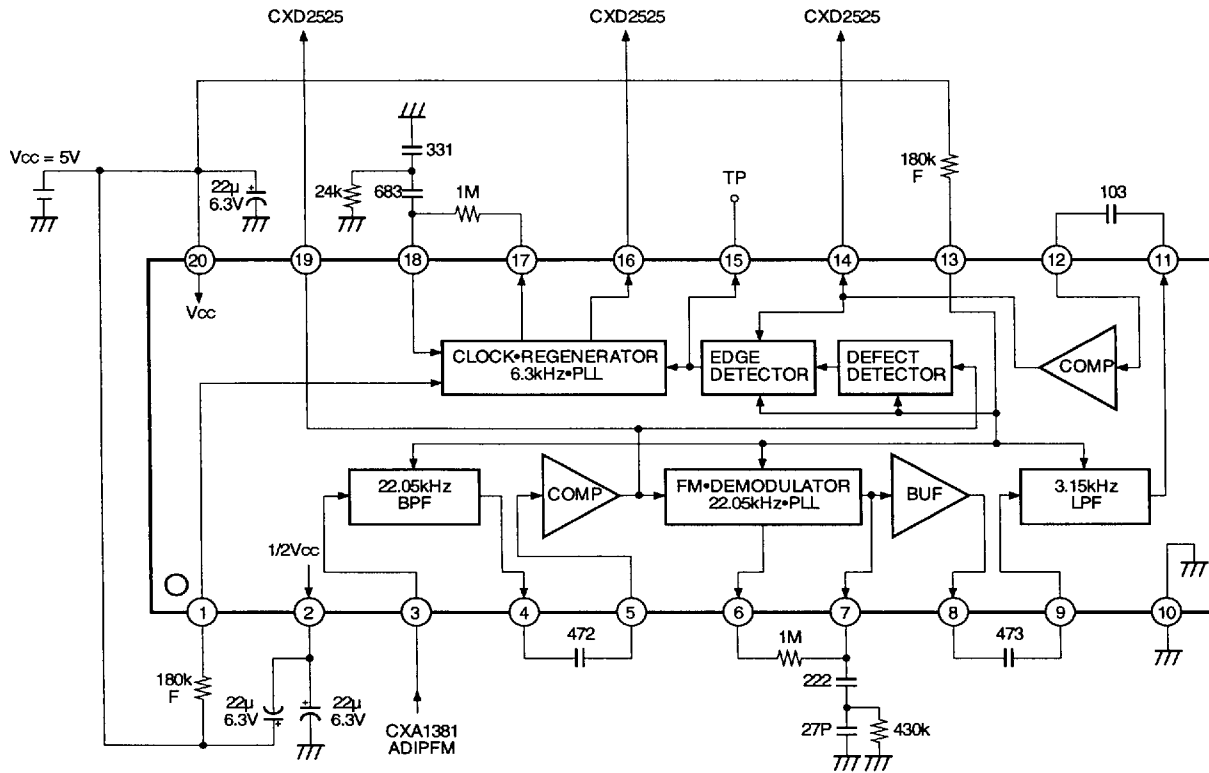 CXD2525 CXD2525 CXD2525
VCC = 5V
22µ
6.3V
24k
331
683
1M
TP
180k
F
103
20 19 18 17 16 15 14 13 12 11
VCC
CLOCK•REGENERATOR
6.3kHz•PLL
EDGE
DETECTOR
DEFECT
DETECTOR
COMP
22.05kHz
BPF
COMP
FM•DEMODULATOR
22.05kHz•PLL
BUF
3.15kHz
LPF
1/2VCC
1 2 3 4 5 6 7 8 9 10
180k
F
22µ
6.3V
22µ
6.3V
CXA1381
ADIPFM
472
1M
222
27P
430k
473